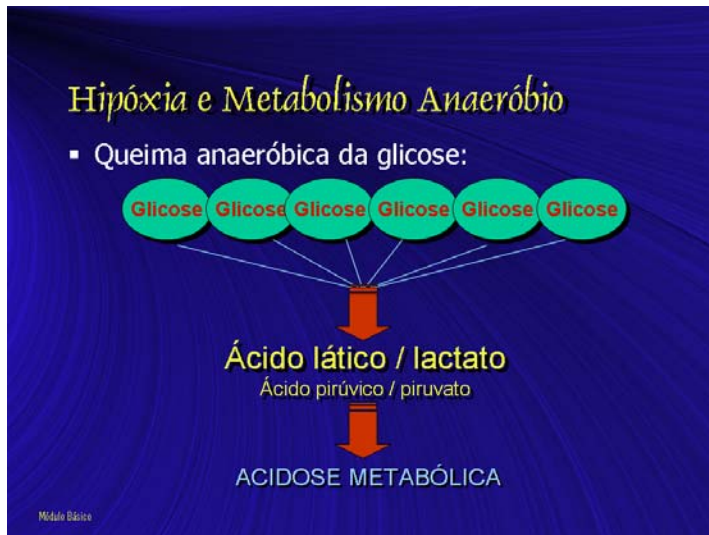 Hipóxia e Metabolismo Anaeróbio
▪ Queima anaeróbica da glicose:
Glicose Glicose Glicose Glicose Glicose Glicose
Ácido lático / lactato
Ácido pirúvico / piruvato
ACIDOSE METABÓLICA
Módulo Básico